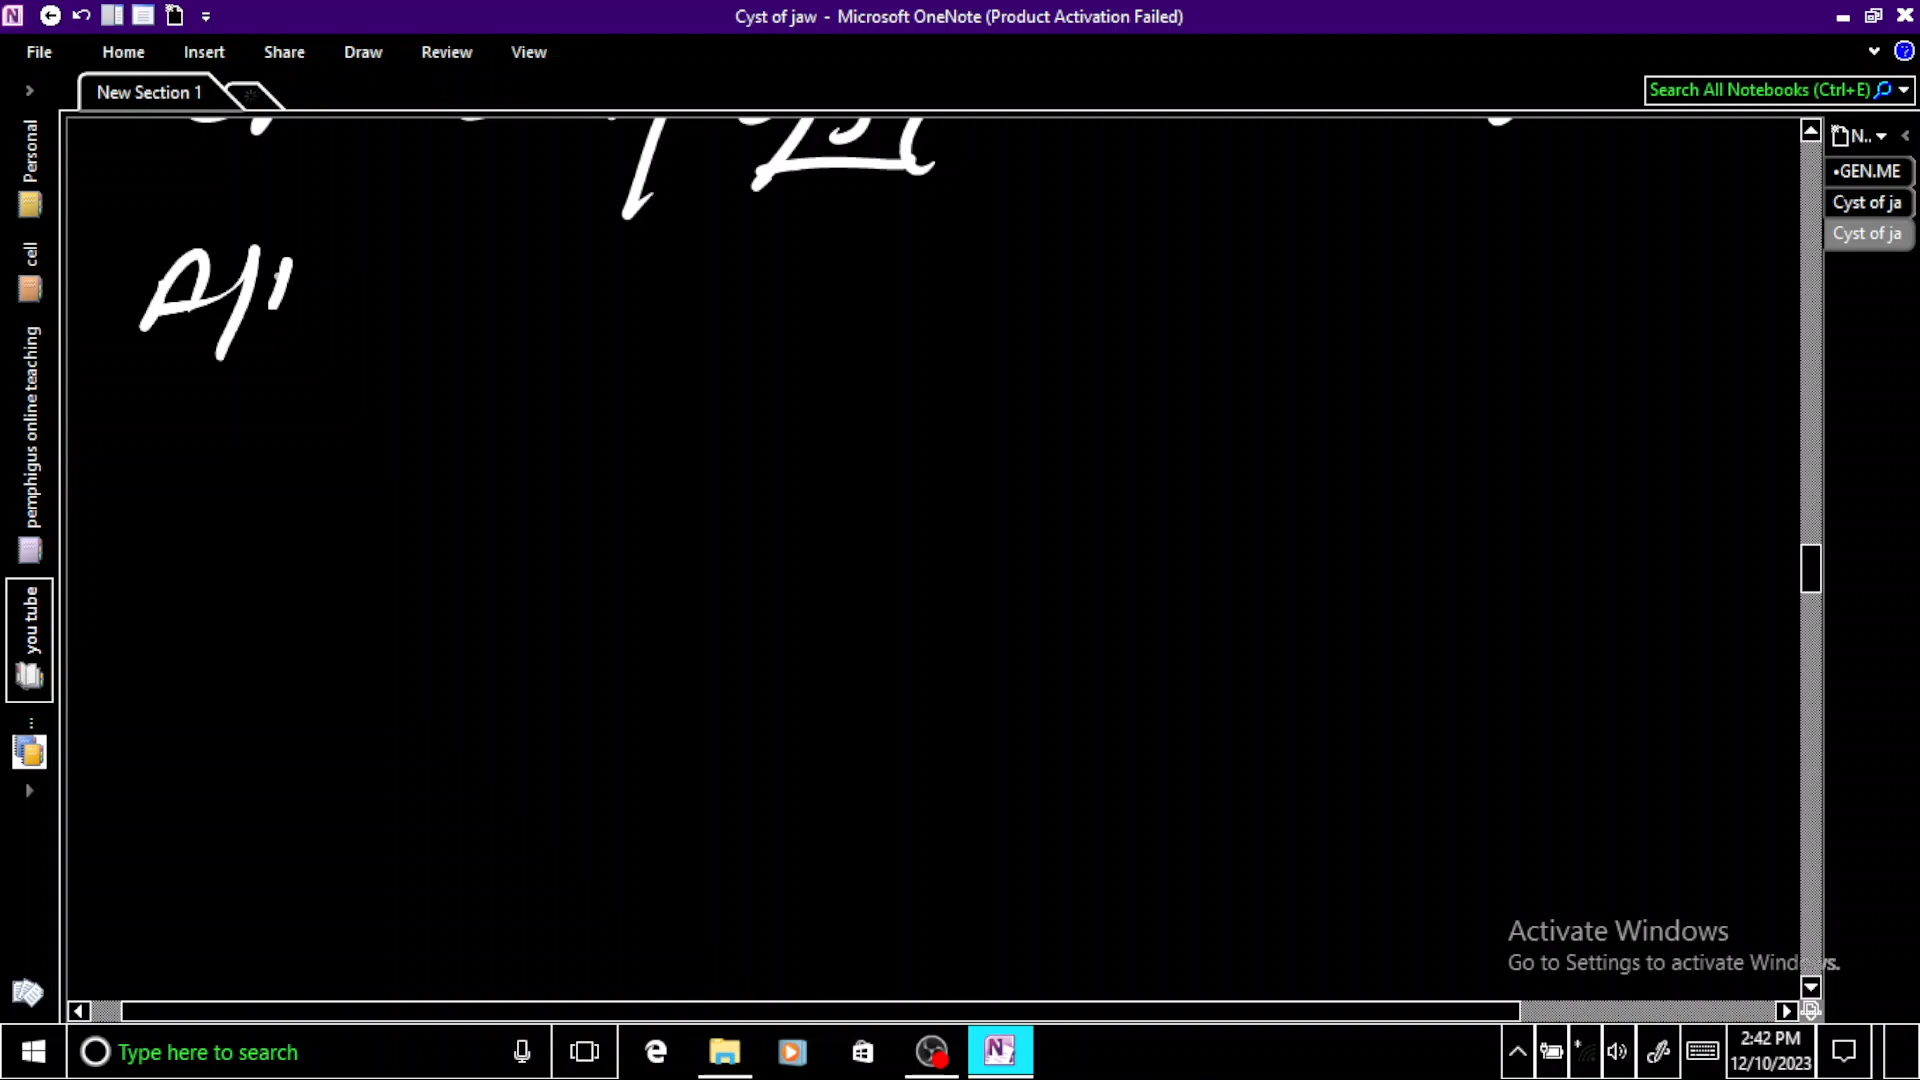 Cyst of jaw - Microsoft OneNote (Product Activation Failed)
File Home Insert Share Draw Review View
New Section 1
Search All Notebooks (Ctrl+E)
N..
•GEN.ME
Cyst of ja
Cyst of ja
Personal
cell
pemphigus online teaching
you tube
Cyst
Activate Windows
Go to Settings to activate Windows.
Type here to search
2:42 PM
12/10/2023